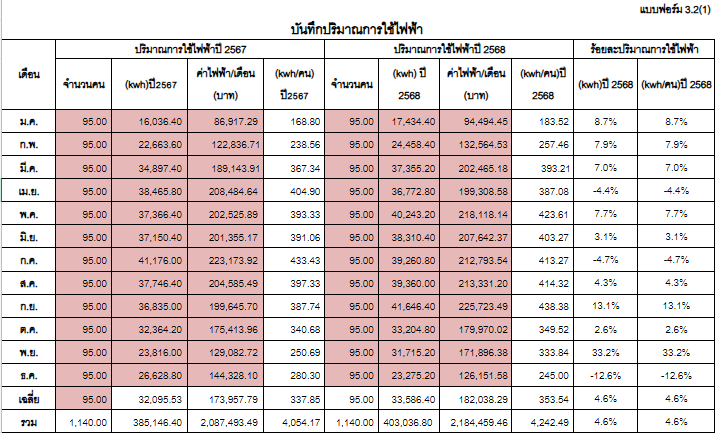 แบบฟอร์ม 3.2(1)
บันทึกปริมาณการใช้ไฟฟ้า
เดือน ปริมาณการใช้ไฟฟ้าปี 2567 ปริมาณการใช้ไฟฟ้าปี 2568 ร้อยละปริมาณการใช้ไฟฟ้า
จำนวนคน (kwh)ปี2567 ค่าไฟฟ้า/เดือน (บาท) (kwh/คน) ปี2567 จำนวนคน (kwh) ปี 2568 ค่าไฟฟ้า/เดือน (บาท) (kwh/คน)ปี 2568 (kwh)ปี 2568 (kwh/คน)ปี 2568
ม.ค. 95.00 16,036.40 86,917.29 168.80 95.00 17,434.40 94,494.45 183.52 8.7% 8.7%
ก.พ. 95.00 22,663.60 122,836.71 238.56 95.00 24,458.40 132,564.53 257.46 7.9% 7.9%
มี.ค. 95.00 34,897.40 189,143.91 367.34 95.00 37,355.20 202,465.18 393.21 7.0% 7.0%
เม.ย. 95.00 38,465.80 208,484.64 404.90 95.00 36,772.80 199,308.58 387.08 -4.4% -4.4%
พ.ค. 95.00 37,366.40 202,525.89 393.33 95.00 40,243.20 218,118.14 423.61 7.7% 7.7%
มิ.ย. 95.00 37,150.40 201,355.17 391.06 95.00 38,310.40 207,642.37 403.27 3.1% 3.1%
ก.ค. 95.00 41,176.00 223,173.92 433.43 95.00 39,260.80 212,793.54 413.27 -4.7% -4.7%
ส.ค. 95.00 37,746.40 204,585.49 397.33 95.00 39,360.00 213,331.20 414.32 4.3% 4.3%
ก.ย. 95.00 36,835.00 199,645.70 387.74 95.00 41,646.40 225,723.49 438.38 13.1% 13.1%
ต.ค. 95.00 32,364.20 175,413.96 340.68 95.00 33,204.80 179,970.02 349.52 2.6% 2.6%
พ.ย. 95.00 23,816.00 129,082.72 250.69 95.00 31,715.20 171,896.38 333.84 33.2% 33.2%
ธ.ค. 95.00 26,628.80 144,328.10 280.30 95.00 23,275.20 126,151.58 245.00 -12.6% -12.6%
เฉลี่ย 95.00 32,095.53 173,957.79 337.85 95.00 33,586.40 182,038.29 353.54 4.6% 4.6%
รวม 1,140.00 385,146.40 2,087,493.49 4,054.17 1,140.00 403,036.80 2,184,459.46 4,242.49 4.6% 4.6%